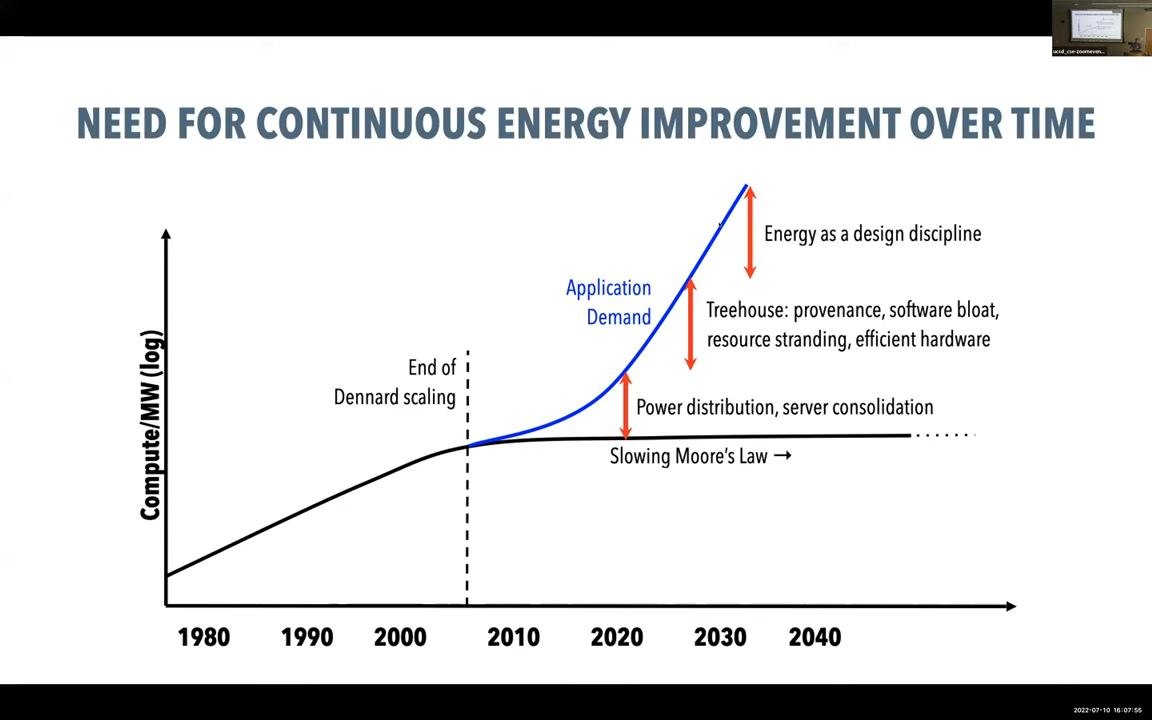 ucsd_cse-zoomeven...
NEED FOR CONTINUOUS ENERGY IMPROVEMENT OVER TIME
Energy as a design discipline
Application
Demand
Treehouse: provenance, software bloat,
resource stranding, efficient hardware
End of
Dennard scaling
Power distribution, server consolidation
Slowing Moore's Law →
Compute/MW (log)
1980 1990 2000 2010 2020 2030 2040
2022-07-10 16:07:55